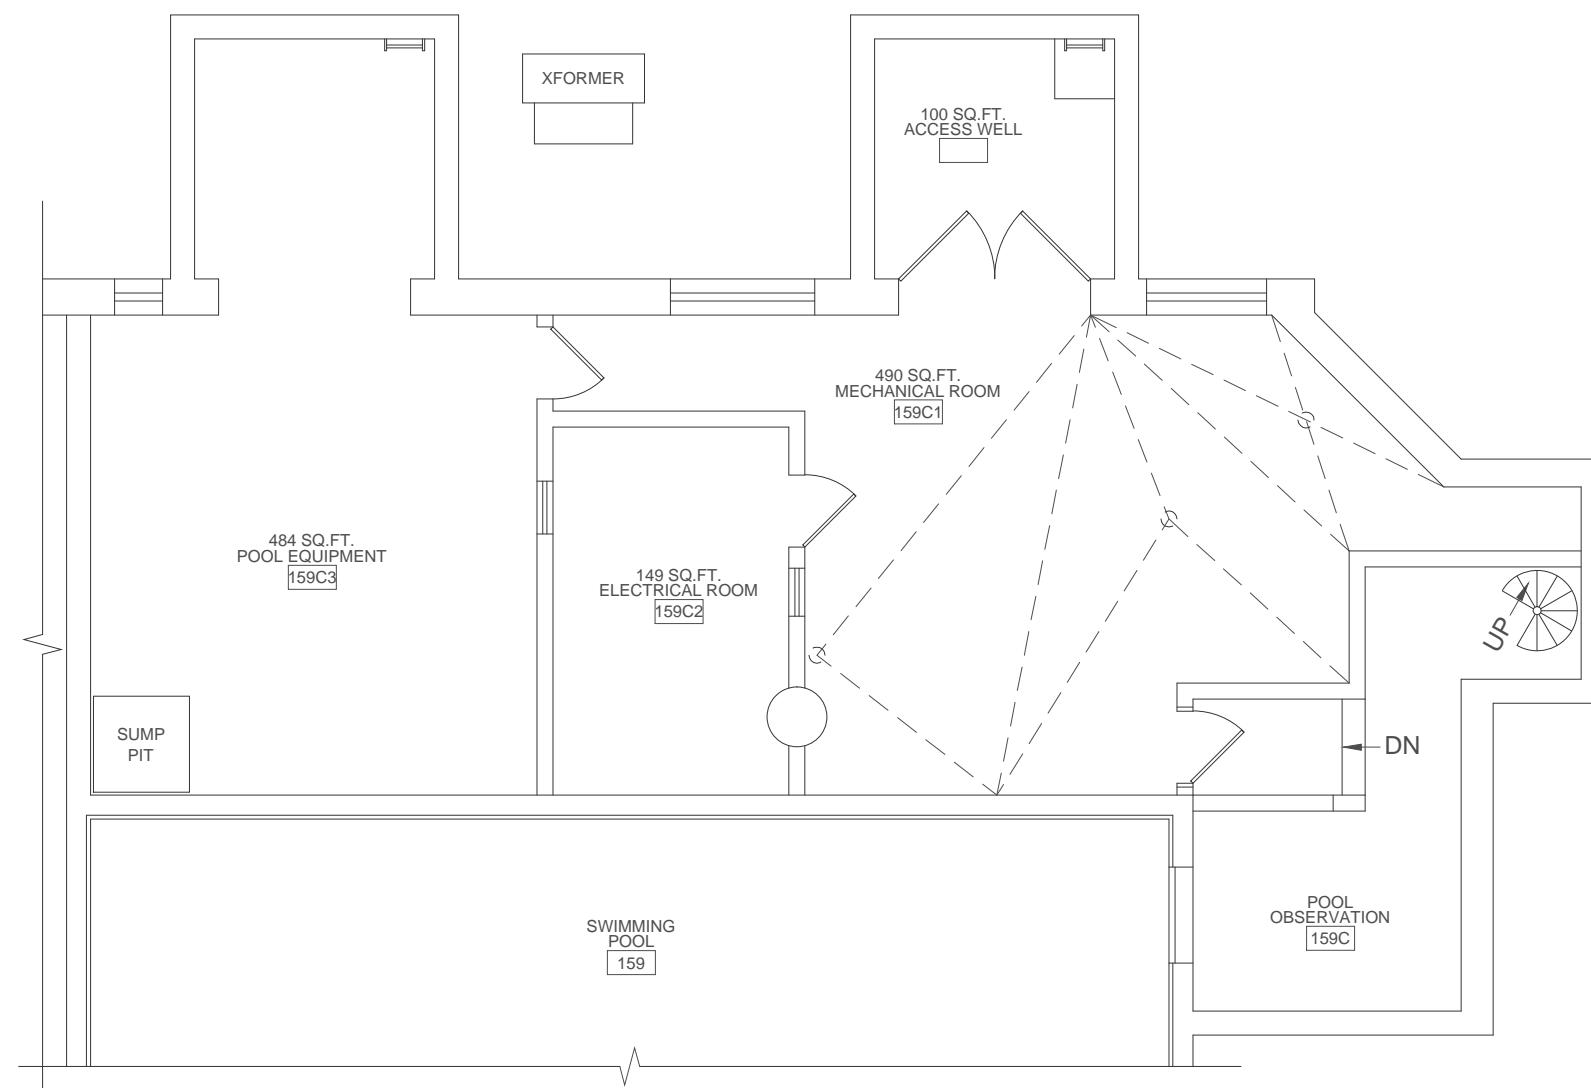 XFORMER
100 SQ.FT.
ACCESS WELL
490 SQ.FT.
MECHANICAL ROOM
159C1
484 SQ.FT.
POOL EQUIPMENT
159C3
149 SQ.FT.
ELECTRICAL ROOM
159C2
UP
SUMP
PIT
DN
POOL
OBSERVATION
159C
SWIMMING
POOL
159